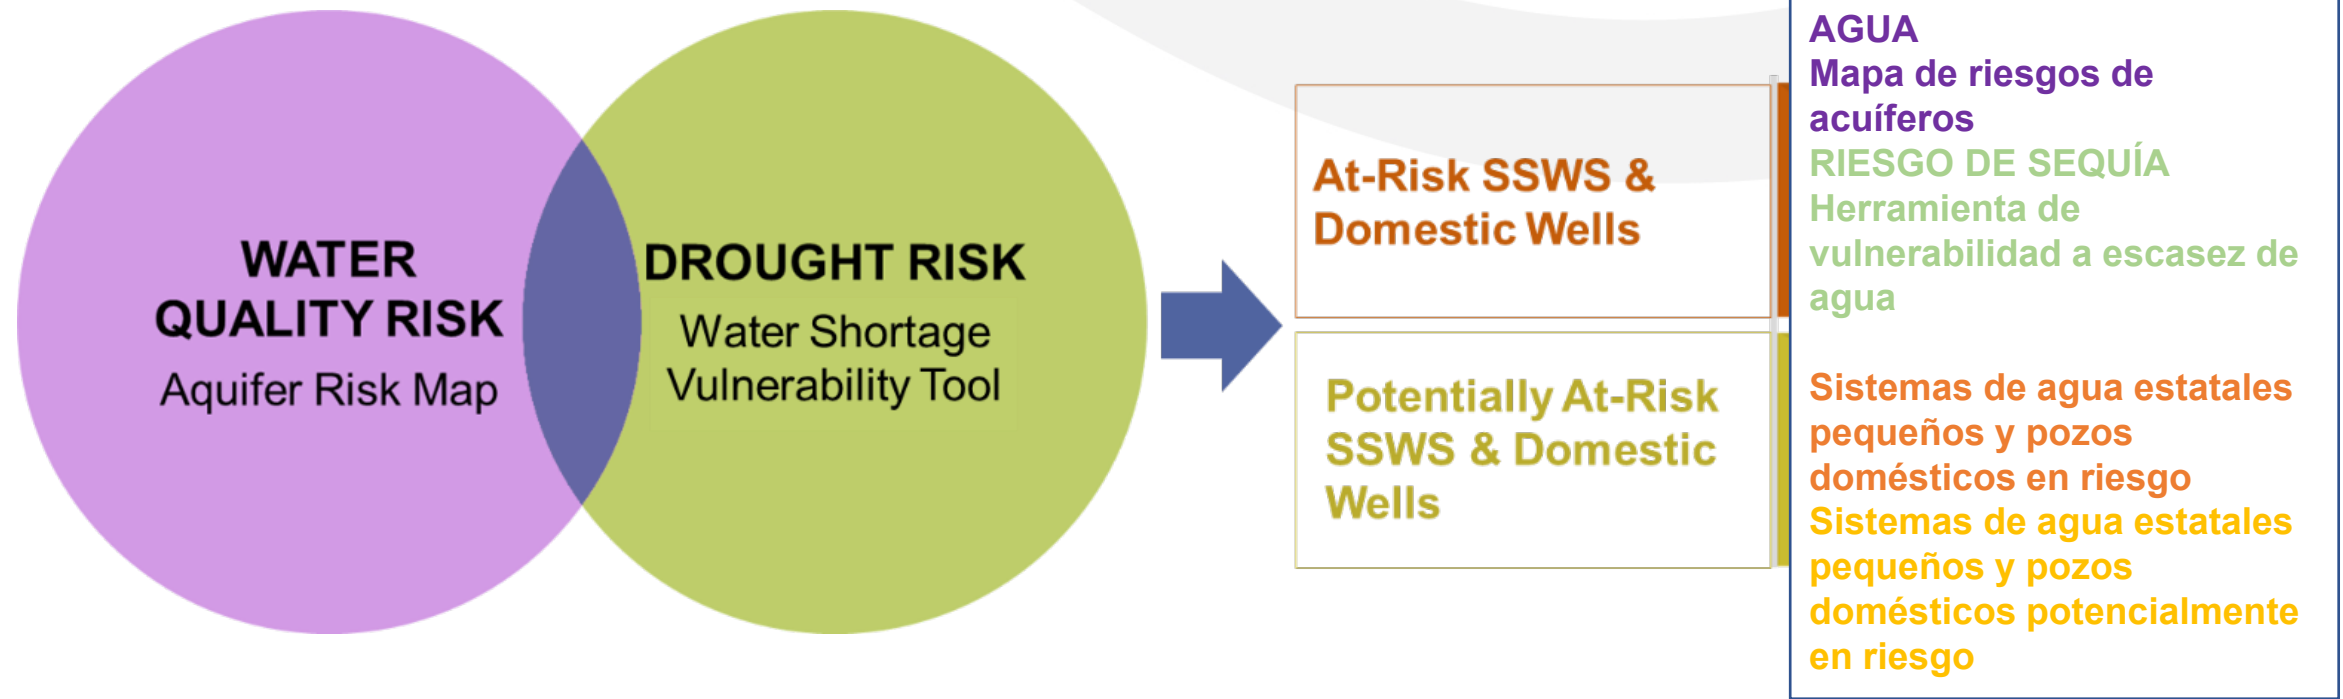 WATER
QUALITY RISK
Aquifer Risk Map
DROUGHT RISK
Water Shortage
Vulnerability Tool
At-Risk SSWS &
Domestic Wells
Potentially At-Risk
SSWS & Domestic
Wells
AGUA
Mapa de riesgos de
acuíferos
RIESGO DE SEQUÍA
Herramienta de
vulnerabilidad a escasez de
agua
Sistemas de agua estatales
pequeños y pozos
domésticos en riesgo
Sistemas de agua estatales
pequeños y pozos
domésticos potencialmente
en riesgo